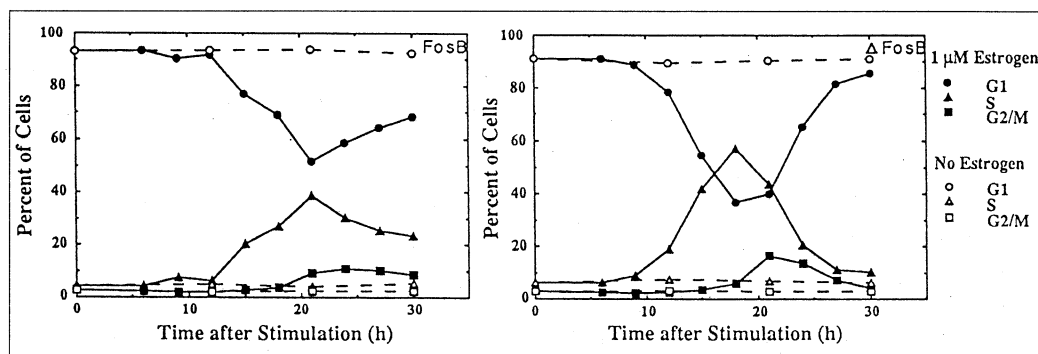 100
80
60
40
20
0
0 10 20 30
Percent of Cells
Time after Stimulation (h)
FosB
100
80
60
40
20
0
0 10 20 30
Percent of Cells
Time after Stimulation (h)
Δ FosB
1 μM Estrogen
G1
S
G2/M
No Estrogen
G1
S
G2/M